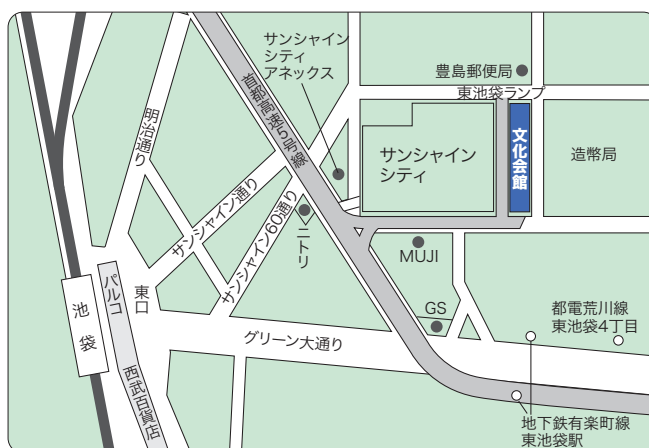 サンシャイン
シティ
アネックス
豊島郵便局
東池袋ランプ
首都高速5号線
明治通り
文化会館
造幣局
サンシャイン
シティ
サンシャイン通り
サンシャイン60通り
ニトリ
MUJI
東口
パルコ
池袋
GS
都電荒川線
東池袋4丁目
グリーン大通り
西武百貨店
地下鉄有楽町線
東池袋駅